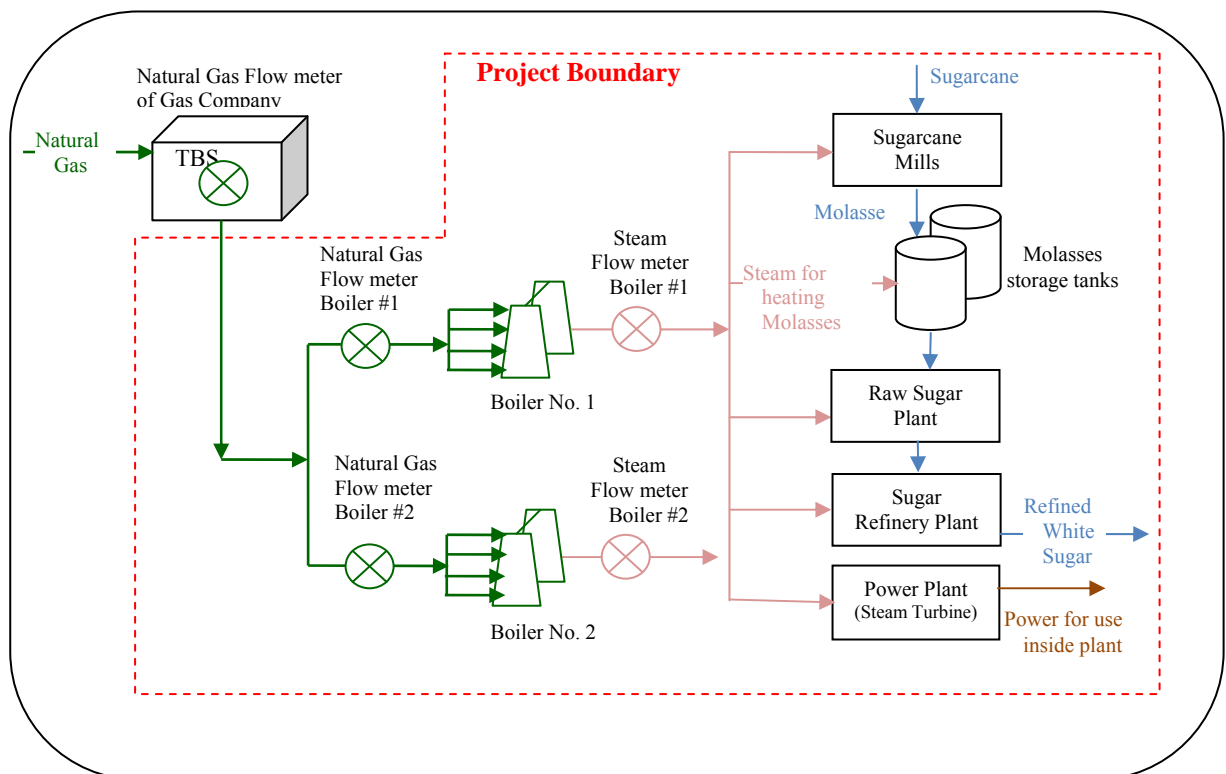 Project Boundary
Natural Gas Flow meter
of Gas Company
Natural
Gas
TBS
Sugarcane
Sugarcane
Mills
Molasse
Molasses
storage tanks
Steam for
heating
Molasses
Natural Gas
Flow meter
Boiler #1
Steam
Flow meter
Boiler #1
Boiler No. 1
Raw Sugar
Plant
Natural Gas
Flow meter
Boiler #2
Steam
Flow meter
Boiler #2
Boiler No. 2
Sugar
Refinery Plant
Refined
White
Sugar
Power Plant
(Steam Turbine)
Power for use
inside plant